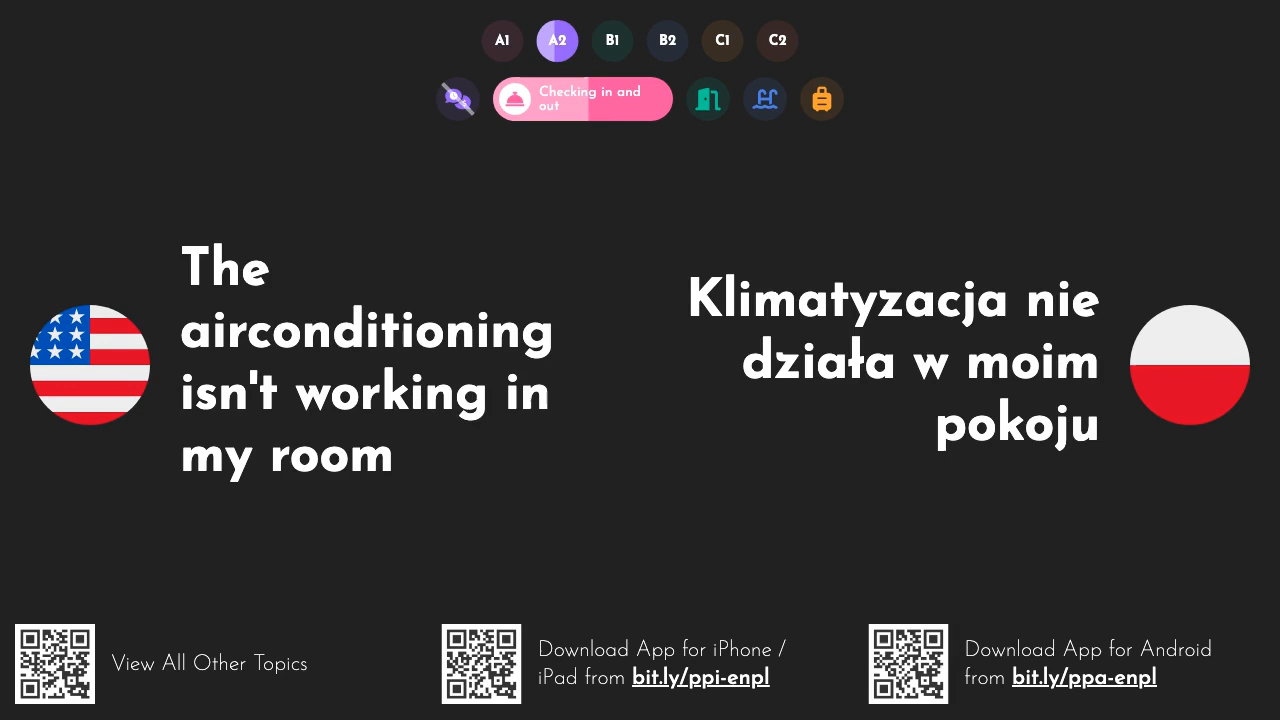 A1 A2 B1 B2 C1 C2
Checking in and
out
The
airconditioning
isn't working in
my room
Klimatyzacja nie
działa w moim
pokoju
View All Other Topics
Download App for iPhone /
iPad from bit.ly/ppi-enpl
Download App for Android
from bit.ly/ppa-enpl